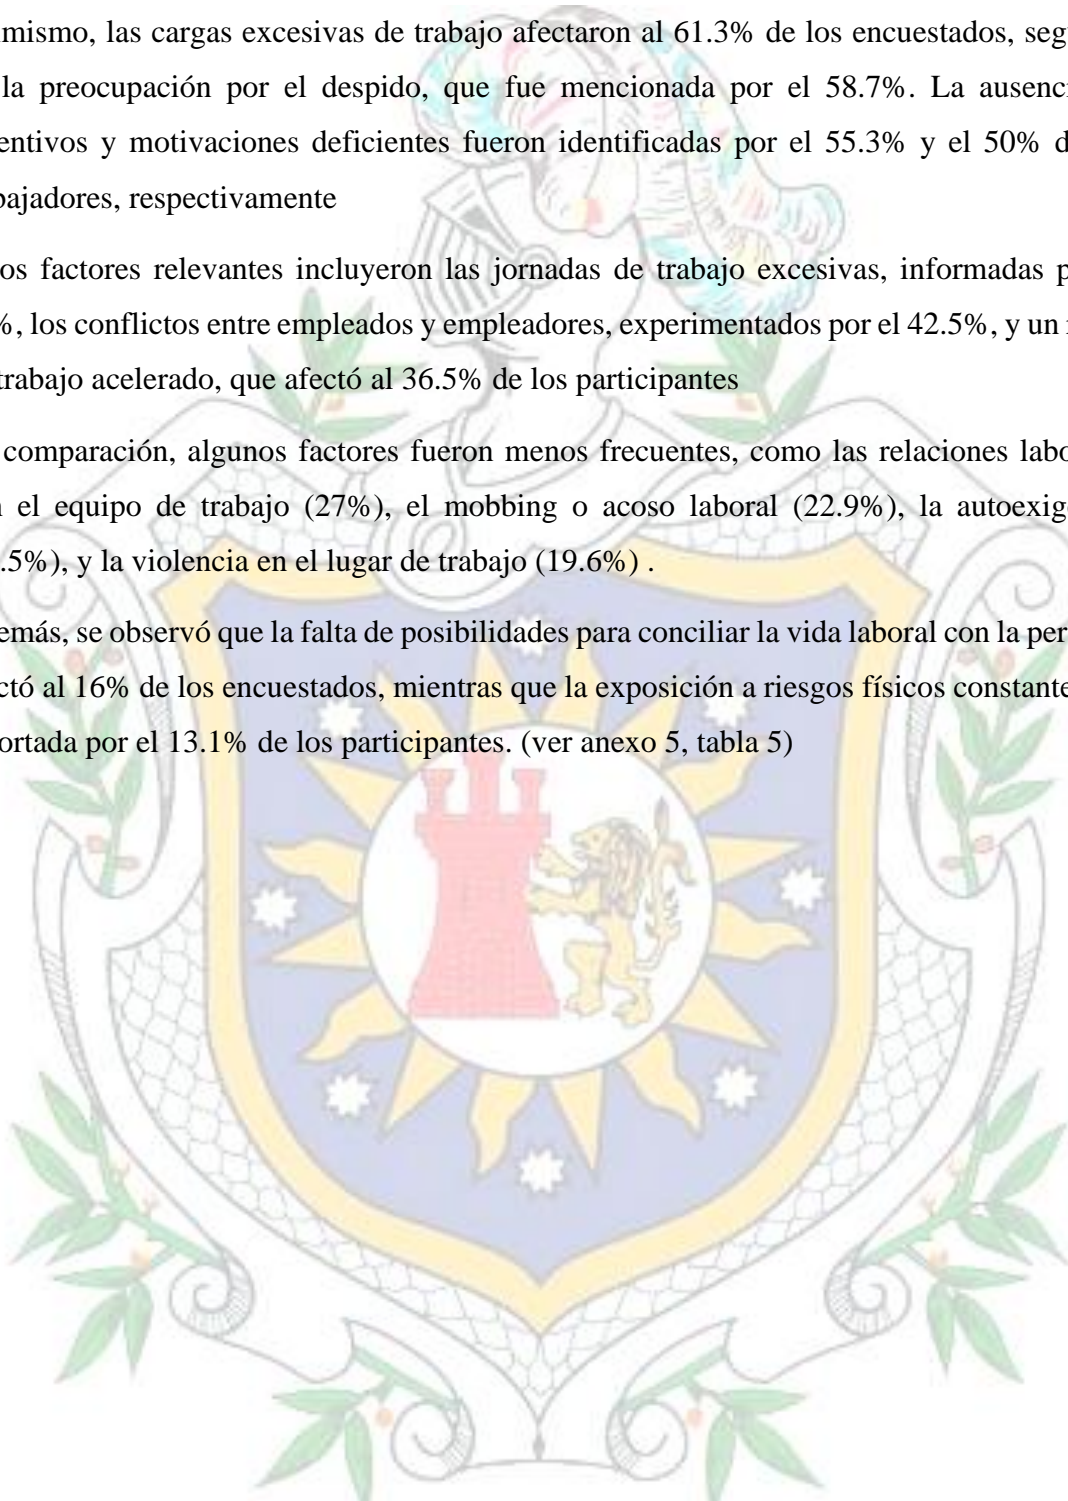 mismo, las cargas excesivas de trabajo afectaron al 61.3% de los encuestados, seg
la preocupación por el despido, que fue mencionada por el 58.7%. La ausenci
entivos y motivaciones deficientes fueron identificadas por el 55.3% y el 50% d
bajadores, respectivamente
os factores relevantes incluyeron las jornadas de trabajo excesivas, informadas p
%, los conflictos entre empleados y empleadores, experimentados por el 42.5%, y un
trabajo acelerado, que afectó al 36.5% de los participantes
comparación, algunos factores fueron menos frecuentes, como las relaciones labo
el equipo de trabajo (27%), el mobbing o acoso laboral (22.9%), la autoexig
.5%), y la violencia en el lugar de trabajo (19.6%) .
emás, se observó que la falta de posibilidades para conciliar la vida laboral con la per
ctó al 16% de los encuestados, mientras que la exposición a riesgos físicos constante
ortada por el 13.1% de los participantes. (ver anexo 5, tabla 5)